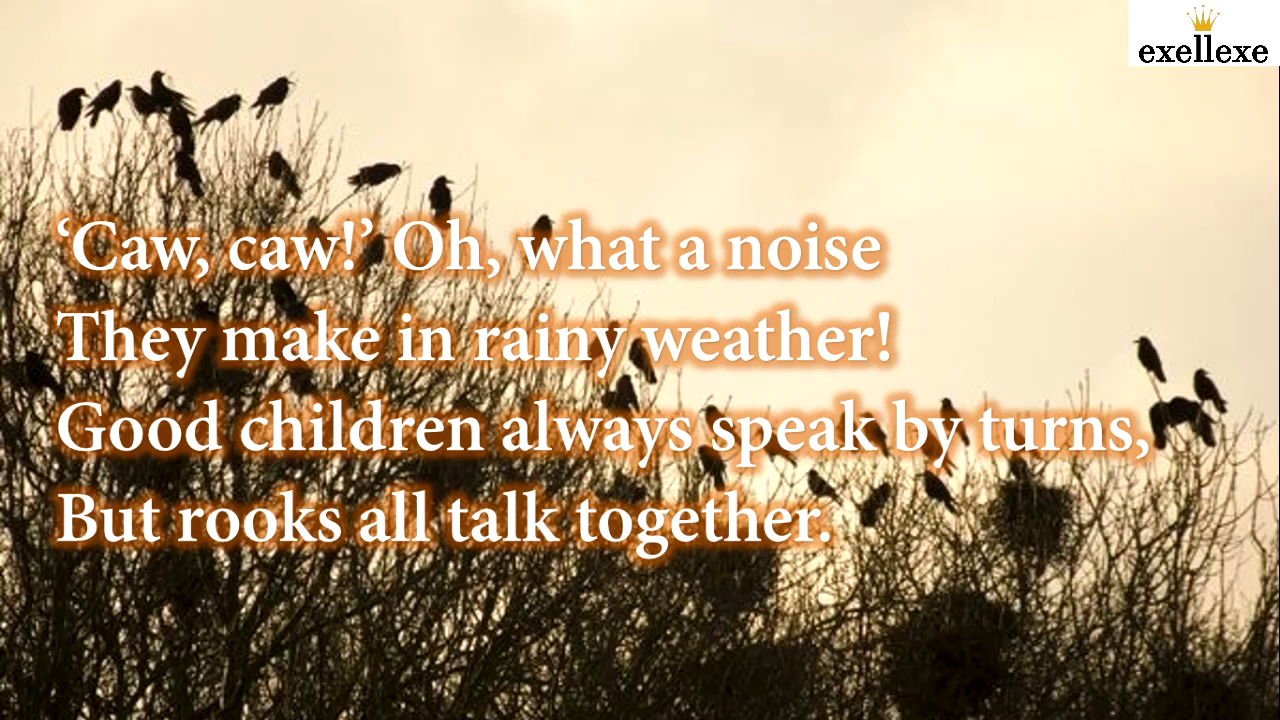 exellexe
‘Caw, caw!’ Oh, what a noise
They make in rainy weather!
Good children always speak by turns,
But rooks all talk together.